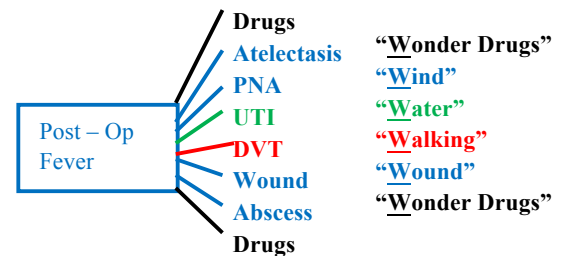 Drugs
Atelectasis
PNA
UTI
DVT
Wound
Abscess
Drugs
Post – Op
Fever
“Wonder Drugs”
“Wind”
“Water”
“Walking”
“Wound”
“Wonder Drugs”